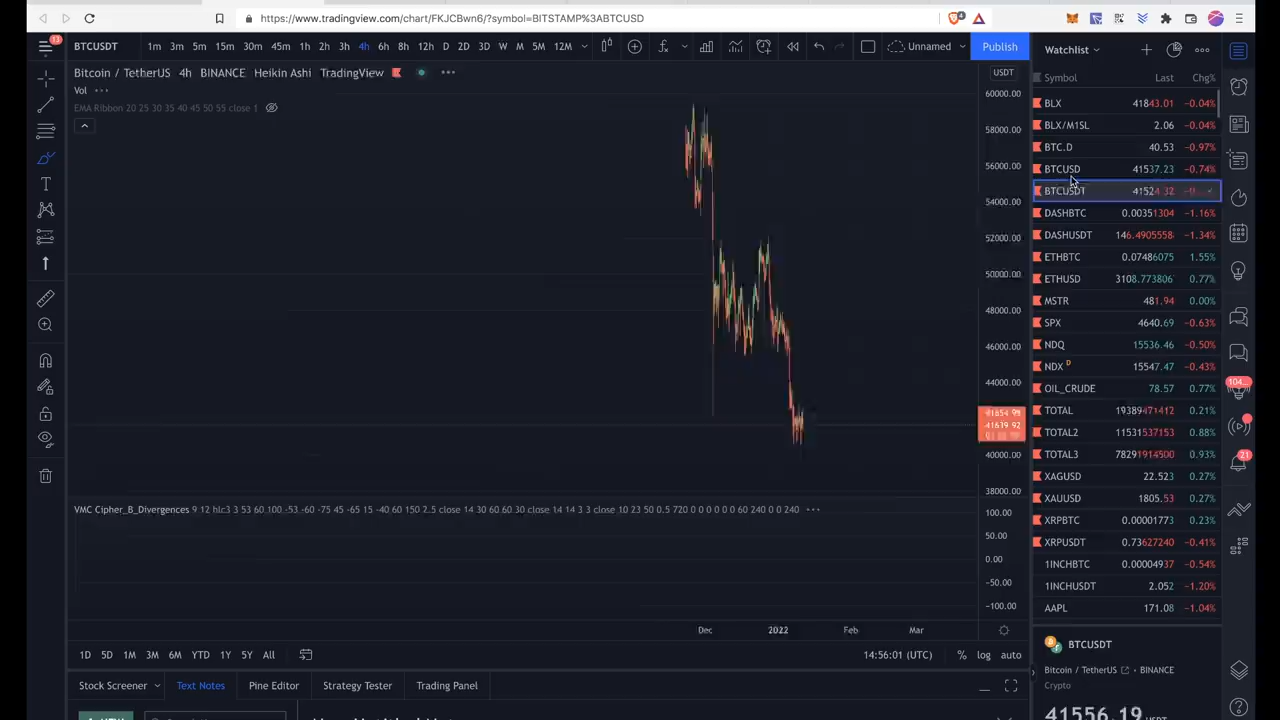 https://www.tradingview.com/chart/FKJCBwn6/?symbol=BITSTAMP%3ABTCUSD
4
33
BTCUSDT
1m 3m 5m 15m 30m 45m 1h 2h 3h 4h 6h 8h 12h D 2D 3D W M 5M 12M
Unnamed
Publish
Watchlist
Bitcoin / TetherUS 4h BINANCE Heikin Ashi TradingView
USDT
Symbol Last Chg%
Vol
EMA Ribbon 20 25 30 35 40 45 50 55 close 1
60000.00
58000.00
56000.00
54000.00
52000.00
50000.00
48000.00
46000.00
44000.00
41639.92
40000.00
38000.00
BLX 41843.01 −0.04%
BLX/M1SL 2.06 −0.04%
BTC.D 40.53 −0.97%
BTCUSD 41537.23 −0.74%
BTCUSDT
DASHBTC 0.00351304 −1.16%
DASHUSDT 146.4905558 −1.34%
ETHBTC 0.07486075 1.55%
ETHUSD 3108.773806 0.77%
MSTR 481.94 0.00%
SPX 4640.69 −0.63%
NDQ 15536.46 −0.50%
NDX D 15547.47 −0.43%
OIL_CRUDE 78.57 0.77%
TOTAL 19389471412 0.21%
TOTAL2 11531537153 0.88%
TOTAL3 78291914500 0.93%
XAGUSD 22.523 0.27%
XAUUSD 1805.53 0.27%
XRPBTC 0.00001773 0.23%
XRPUSDT 0.73627240 −0.41%
1INCHBTC 0.00004937 −0.54%
1INCHUSDT 2.052 −1.20%
AAPL 171.08 −1.04%
104...
21
VMC Cipher_B_Divergences 9 12 hlc3 3 53 60 100 -53 -60 -75 45 -65 15 -40 60 150 2.5 close 14 30 60 60 30 close 14 14 3 3 close 10 23 50 0.5 720 0 0 0 0 0 0 60 240 0 0 240
100.00
50.00
0.00
−50.00
−100.00
Dec 2022 Feb Mar
1D 5D 1M 3M 6M YTD 1Y 5Y All
14:56:01 (UTC) % log auto
Stock Screener Text Notes Pine Editor Strategy Tester Trading Panel
BTCUSDT
Bitcoin / TetherUS • BINANCE
Crypto
41556.19